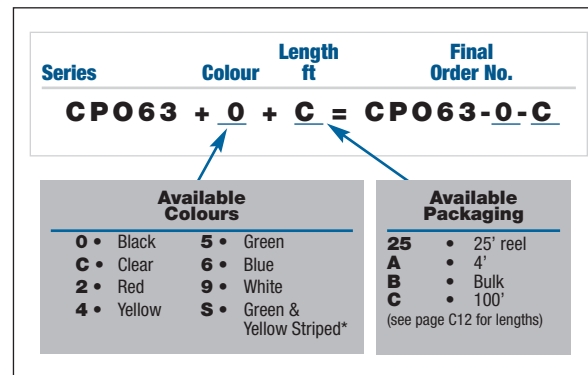 Length Final
Series Colour ft Order No.
CPO63 + 0 + C = CPO63-0-C
Available
Colours
0 • Black 5 • Green
C • Clear 6 • Blue
2 • Red 9 • White
4 • Yellow S • Green &
Yellow Striped*
Available
Packaging
25 • 25’ reel
A • 4’
B • Bulk
C • 100’
(see page C12 for lengths)